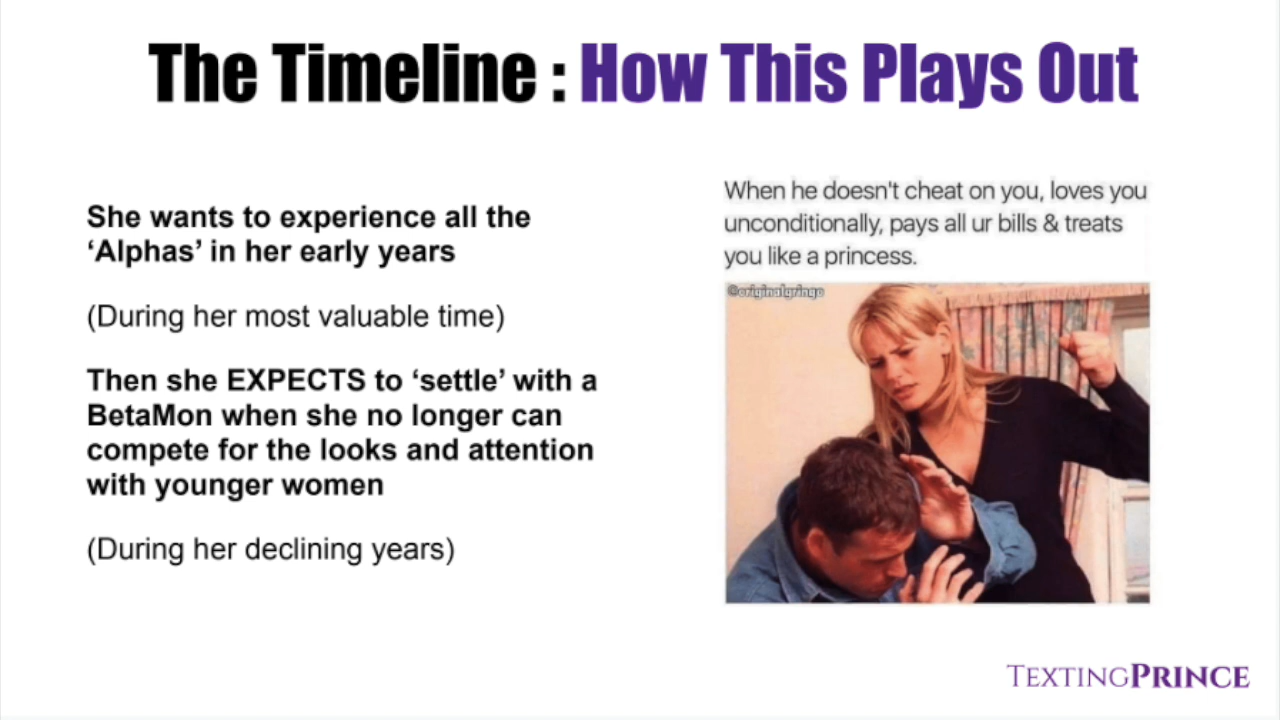 The Timeline : How This Plays Out
She wants to experience all the
‘Alphas’ in her early years
(During her most valuable time)
Then she EXPECTS to ‘settle’ with a
BetaMon when she no longer can
compete for the looks and attention
with younger women
(During her declining years)
When he doesn't cheat on you, loves you
unconditionally, pays all ur bills & treats
you like a princess.
@originalgringo
TEXTINGPRINCE